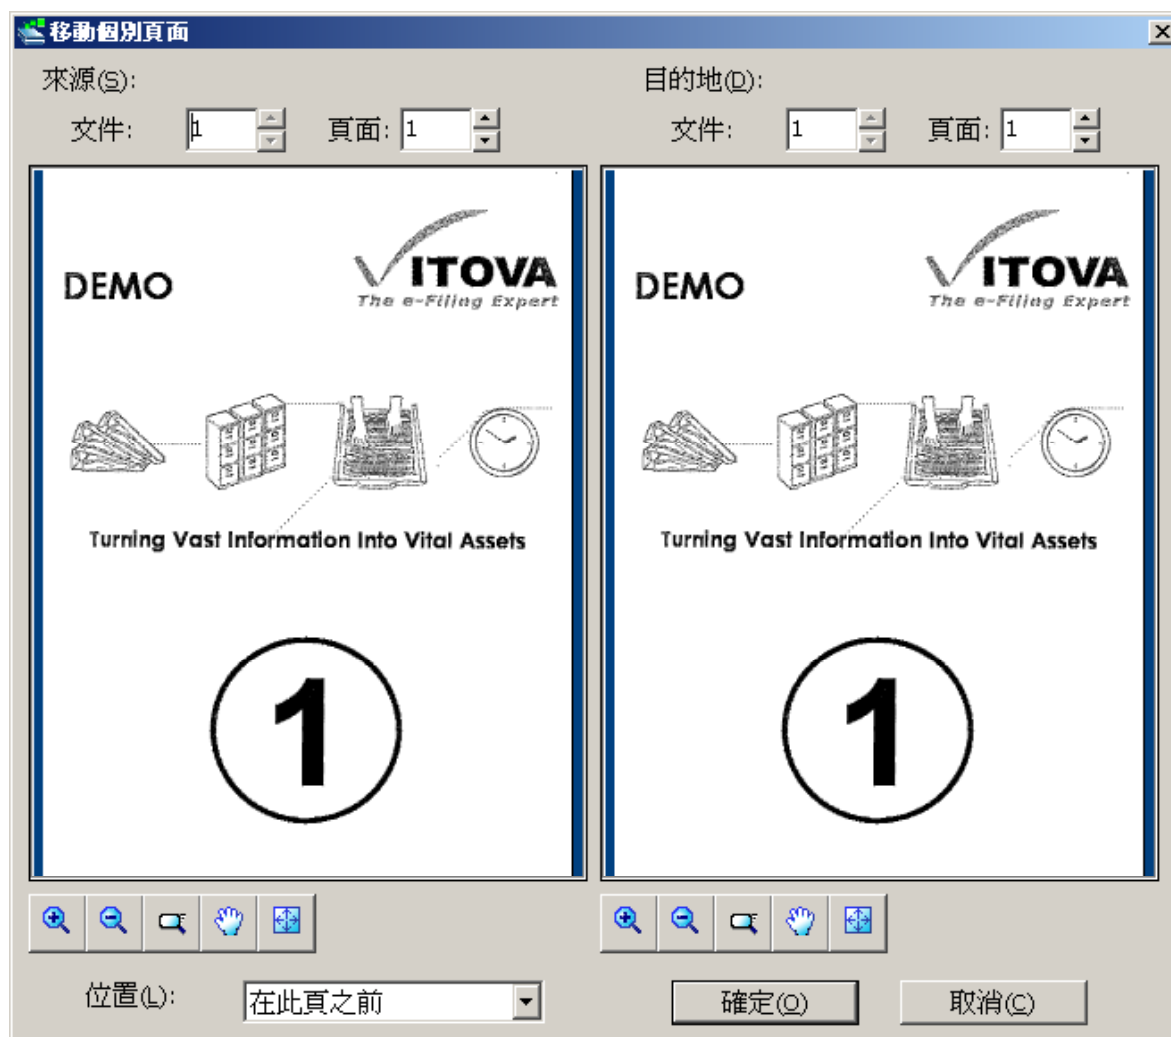 移動個別頁面
來源(S):
文件: 1 頁面: 1
目的地(D):
文件: 1 頁面: 1
DEMO
VITOVA
The e-Filing Expert
Turning Vast Information Into Vital Assets
1
DEMO
VITOVA
The e-Filing Expert
Turning Vast Information Into Vital Assets
1
位置(L): 在此頁之前
確定(O)
取消(C)